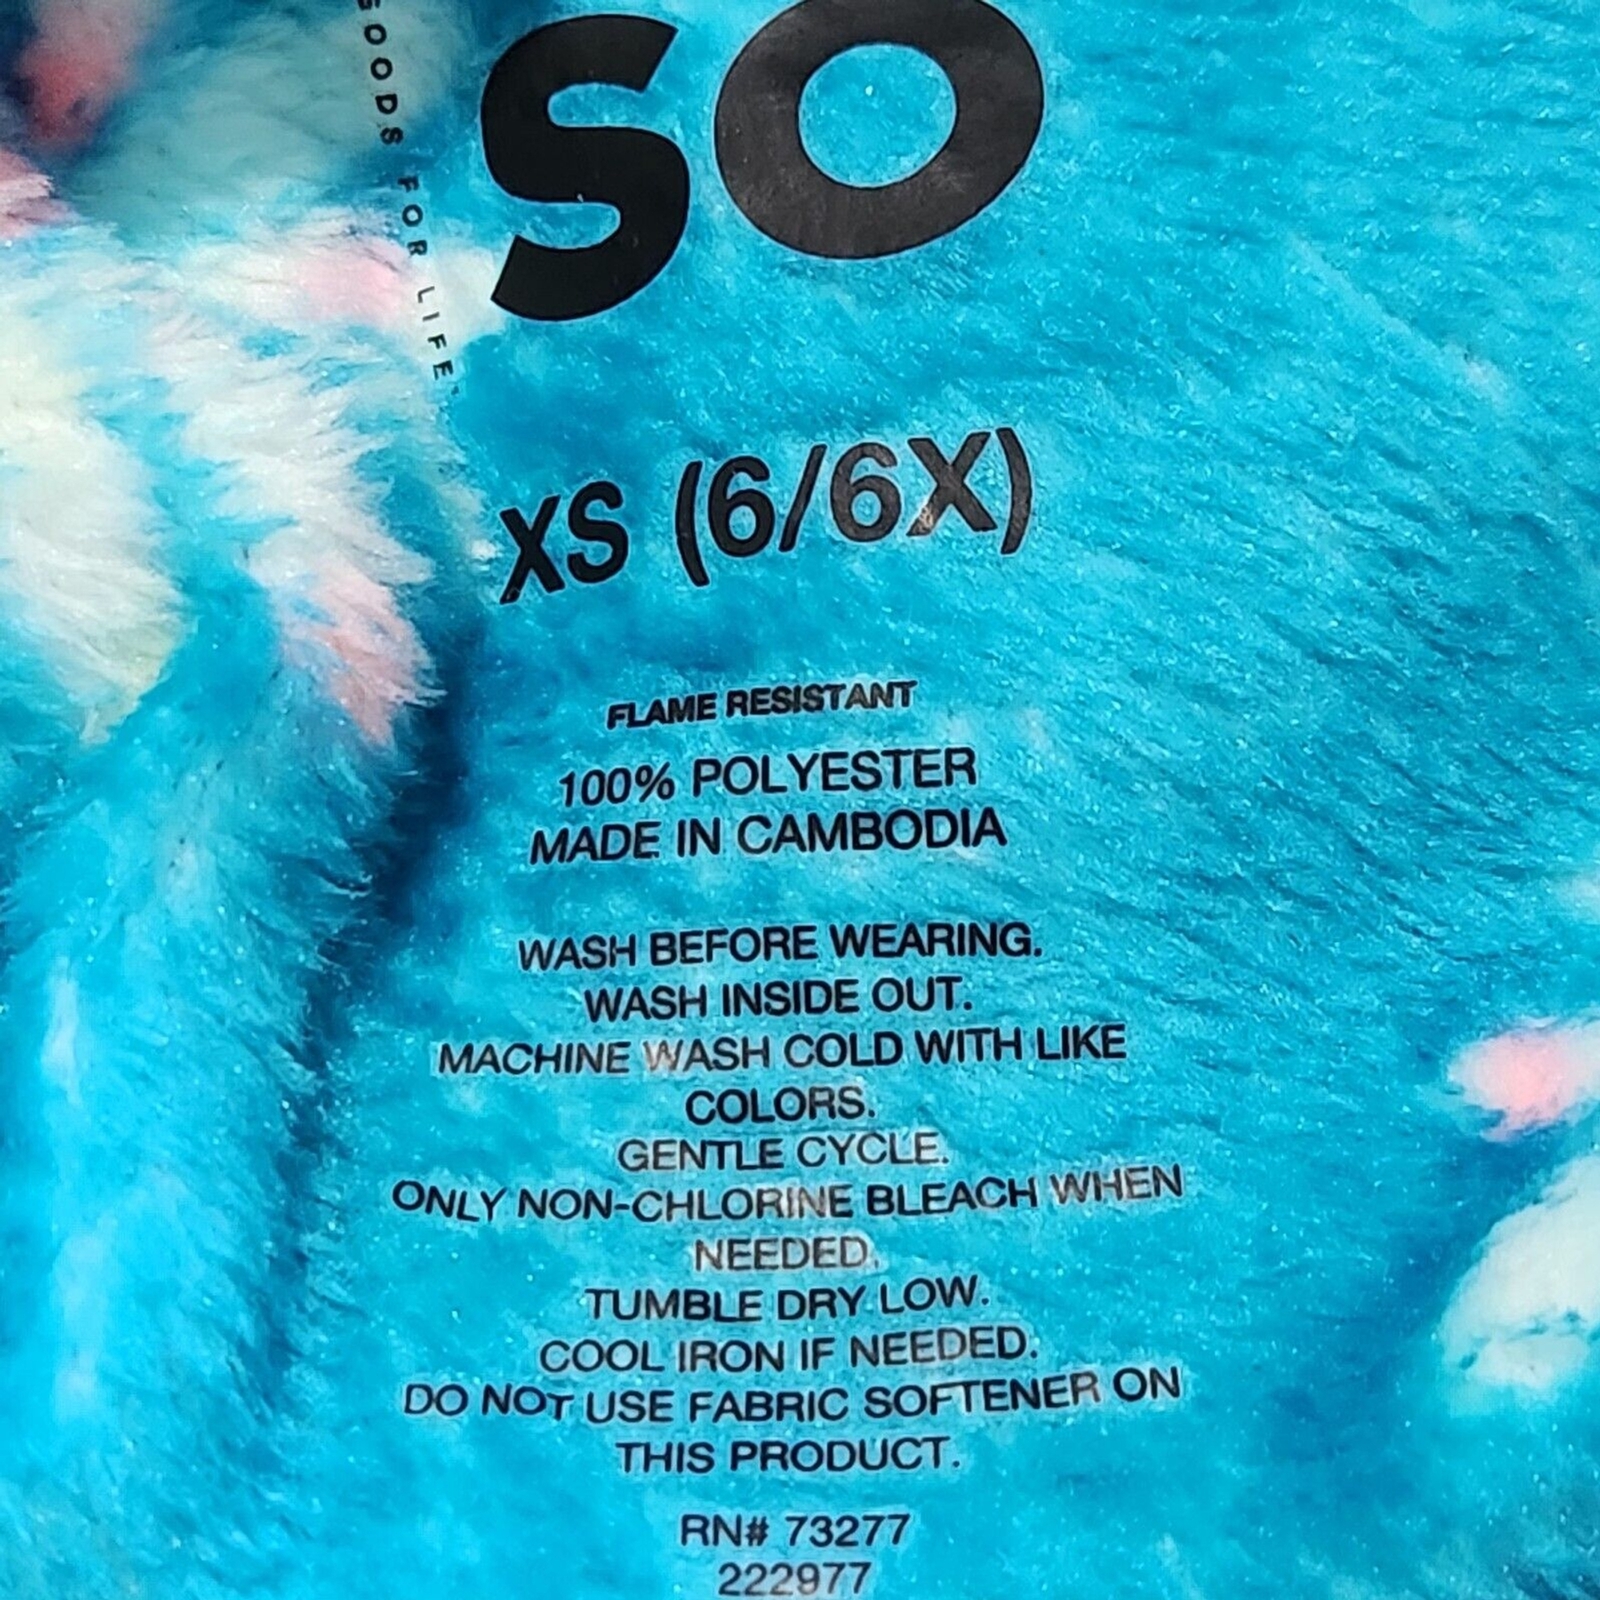 GOODS FOR LIFE
SO
XS (6/6X)
FLAME RESISTANT
100% POLYESTER
MADE IN CAMBODIA
WASH BEFORE WEARING.
WASH INSIDE OUT.
MACHINE WASH COLD WITH LIKE
COLORS.
GENTLE CYCLE.
ONLY NON-CHLORINE BLEACH WHEN
NEEDED.
TUMBLE DRY LOW.
COOL IRON IF NEEDED.
DO NOT USE FABRIC SOFTENER ON
THIS PRODUCT.
RN# 73277
222977